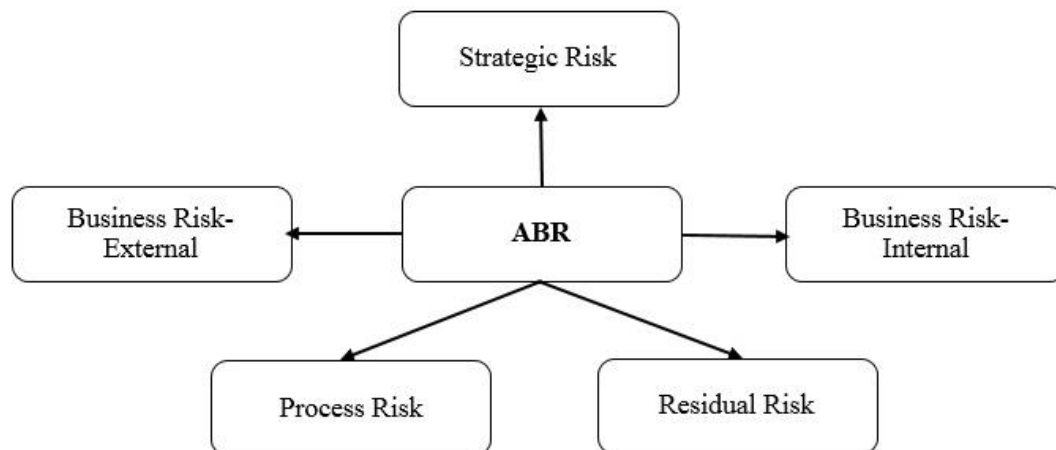 Strategic Risk
Business Risk-
External
ABR
Business Risk-
Internal
Process Risk
Residual Risk